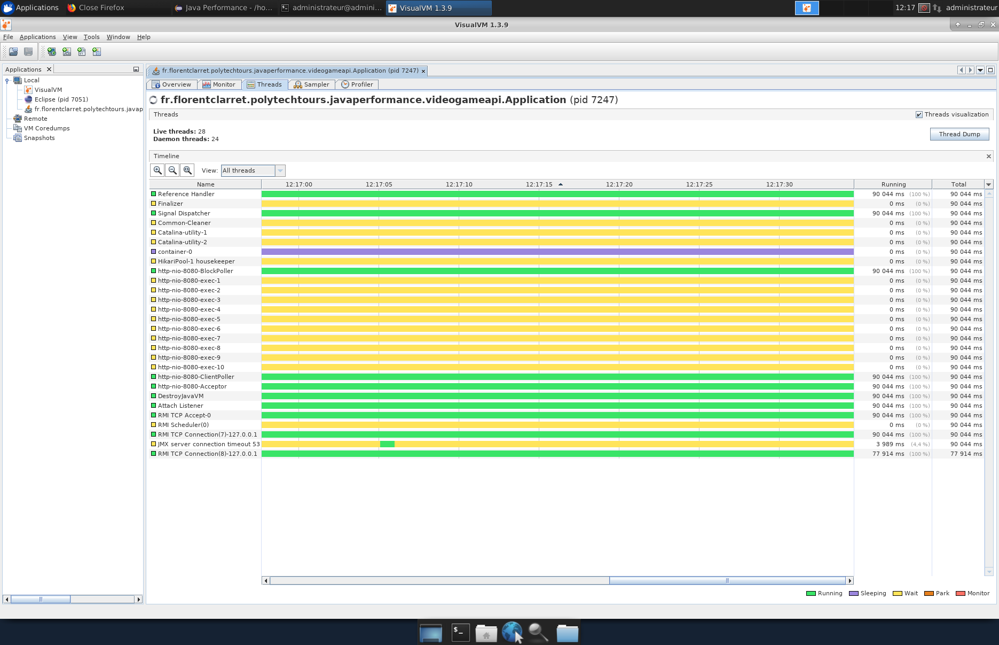 Applications Close Firefox Java Performance - /ho... administrateur@admini... VisualVM 1.3.9 12:17 administrateur
VisualVM 1.3.9
File Applications View Tools Window Help
Applications
Local
VisualVM
Eclipse (pid 7051)
fr.florentclarret.polytechtours.javap
Remote
VM Coredumps
Snapshots
fr.florentclarret.polytechtours.javaperformance.videogameapi.Application (pid 7247)
Overview Monitor Threads Sampler Profiler
fr.florentclarret.polytechtours.javaperformance.videogameapi.Application (pid 7247)
Threads Threads visualization
Live threads: 28
Daemon threads: 24
Thread Dump
Timeline
View: All threads
Name 12:17:00 12:17:05 12:17:10 12:17:15 12:17:20 12:17:25 12:17:30 Running Total
Reference Handler 90 044 ms (100 %) 90 044 ms
Finalizer 0 ms (0 %) 90 044 ms
Signal Dispatcher 90 044 ms (100 %) 90 044 ms
Common-Cleaner 0 ms (0 %) 90 044 ms
Catalina-utility-1 0 ms (0 %) 90 044 ms
Catalina-utility-2 0 ms (0 %) 90 044 ms
container-0 0 ms (0 %) 90 044 ms
HikariPool-1 housekeeper 0 ms (0 %) 90 044 ms
http-nio-8080-BlockPoller 90 044 ms (100 %) 90 044 ms
http-nio-8080-exec-1 0 ms (0 %) 90 044 ms
http-nio-8080-exec-2 0 ms (0 %) 90 044 ms
http-nio-8080-exec-3 0 ms (0 %) 90 044 ms
http-nio-8080-exec-4 0 ms (0 %) 90 044 ms
http-nio-8080-exec-5 0 ms (0 %) 90 044 ms
http-nio-8080-exec-6 0 ms (0 %) 90 044 ms
http-nio-8080-exec-7 0 ms (0 %) 90 044 ms
http-nio-8080-exec-8 0 ms (0 %) 90 044 ms
http-nio-8080-exec-9 0 ms (0 %) 90 044 ms
http-nio-8080-exec-10 0 ms (0 %) 90 044 ms
http-nio-8080-ClientPoller 90 044 ms (100 %) 90 044 ms
http-nio-8080-Acceptor 90 044 ms (100 %) 90 044 ms
DestroyJavaVM 90 044 ms (100 %) 90 044 ms
Attach Listener 90 044 ms (100 %) 90 044 ms
RMI TCP Accept-0 90 044 ms (100 %) 90 044 ms
RMI Scheduler(0) 0 ms (0 %) 90 044 ms
RMI TCP Connection(7)-127.0.0.1 90 044 ms (100 %) 90 044 ms
JMX server connection timeout 53 3 989 ms (4,4 %) 90 044 ms
RMI TCP Connection(8)-127.0.0.1 77 914 ms (100 %) 77 914 ms
Running Sleeping Wait Park Monitor